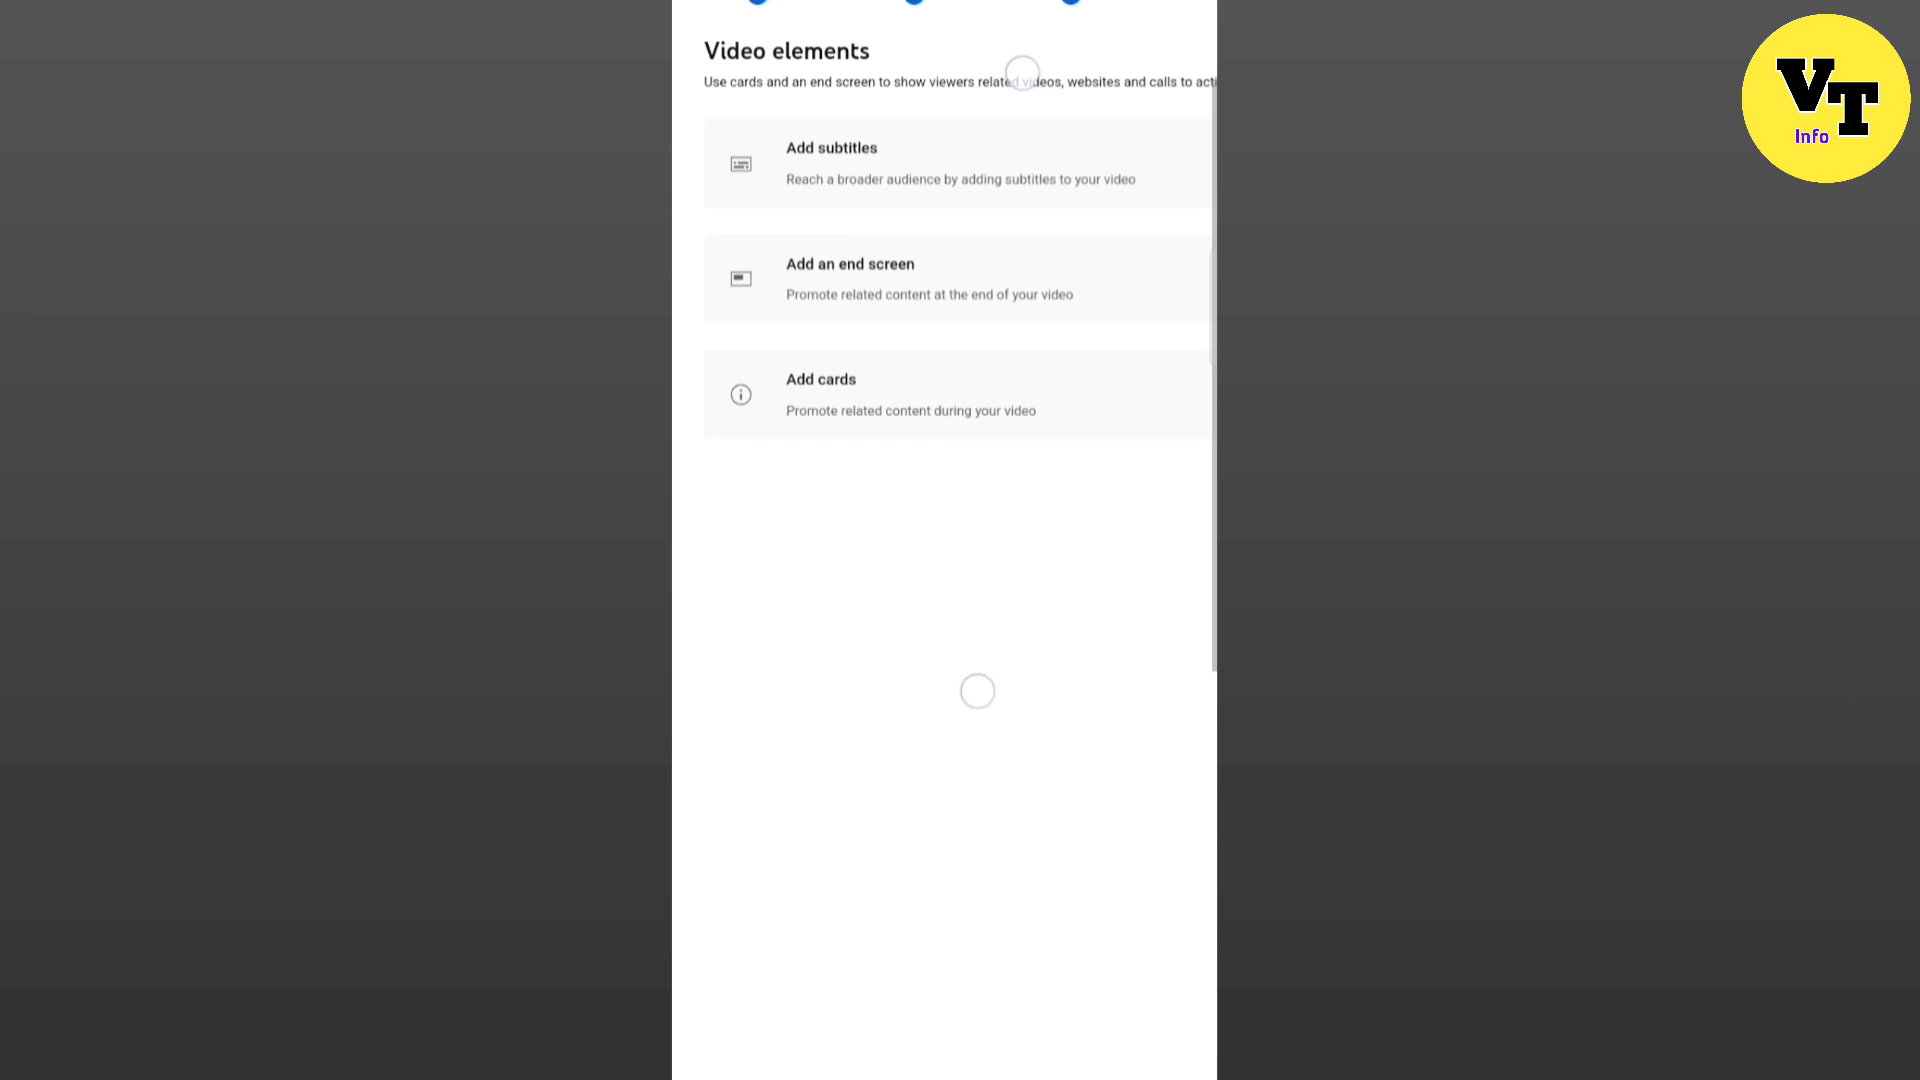 Video elements
Use cards and an end screen to show viewers related videos, websites and calls to acti
Add subtitles
Reach a broader audience by adding subtitles to your video
Add an end screen
Promote related content at the end of your video
Add cards
Promote related content during your video
VT
Info